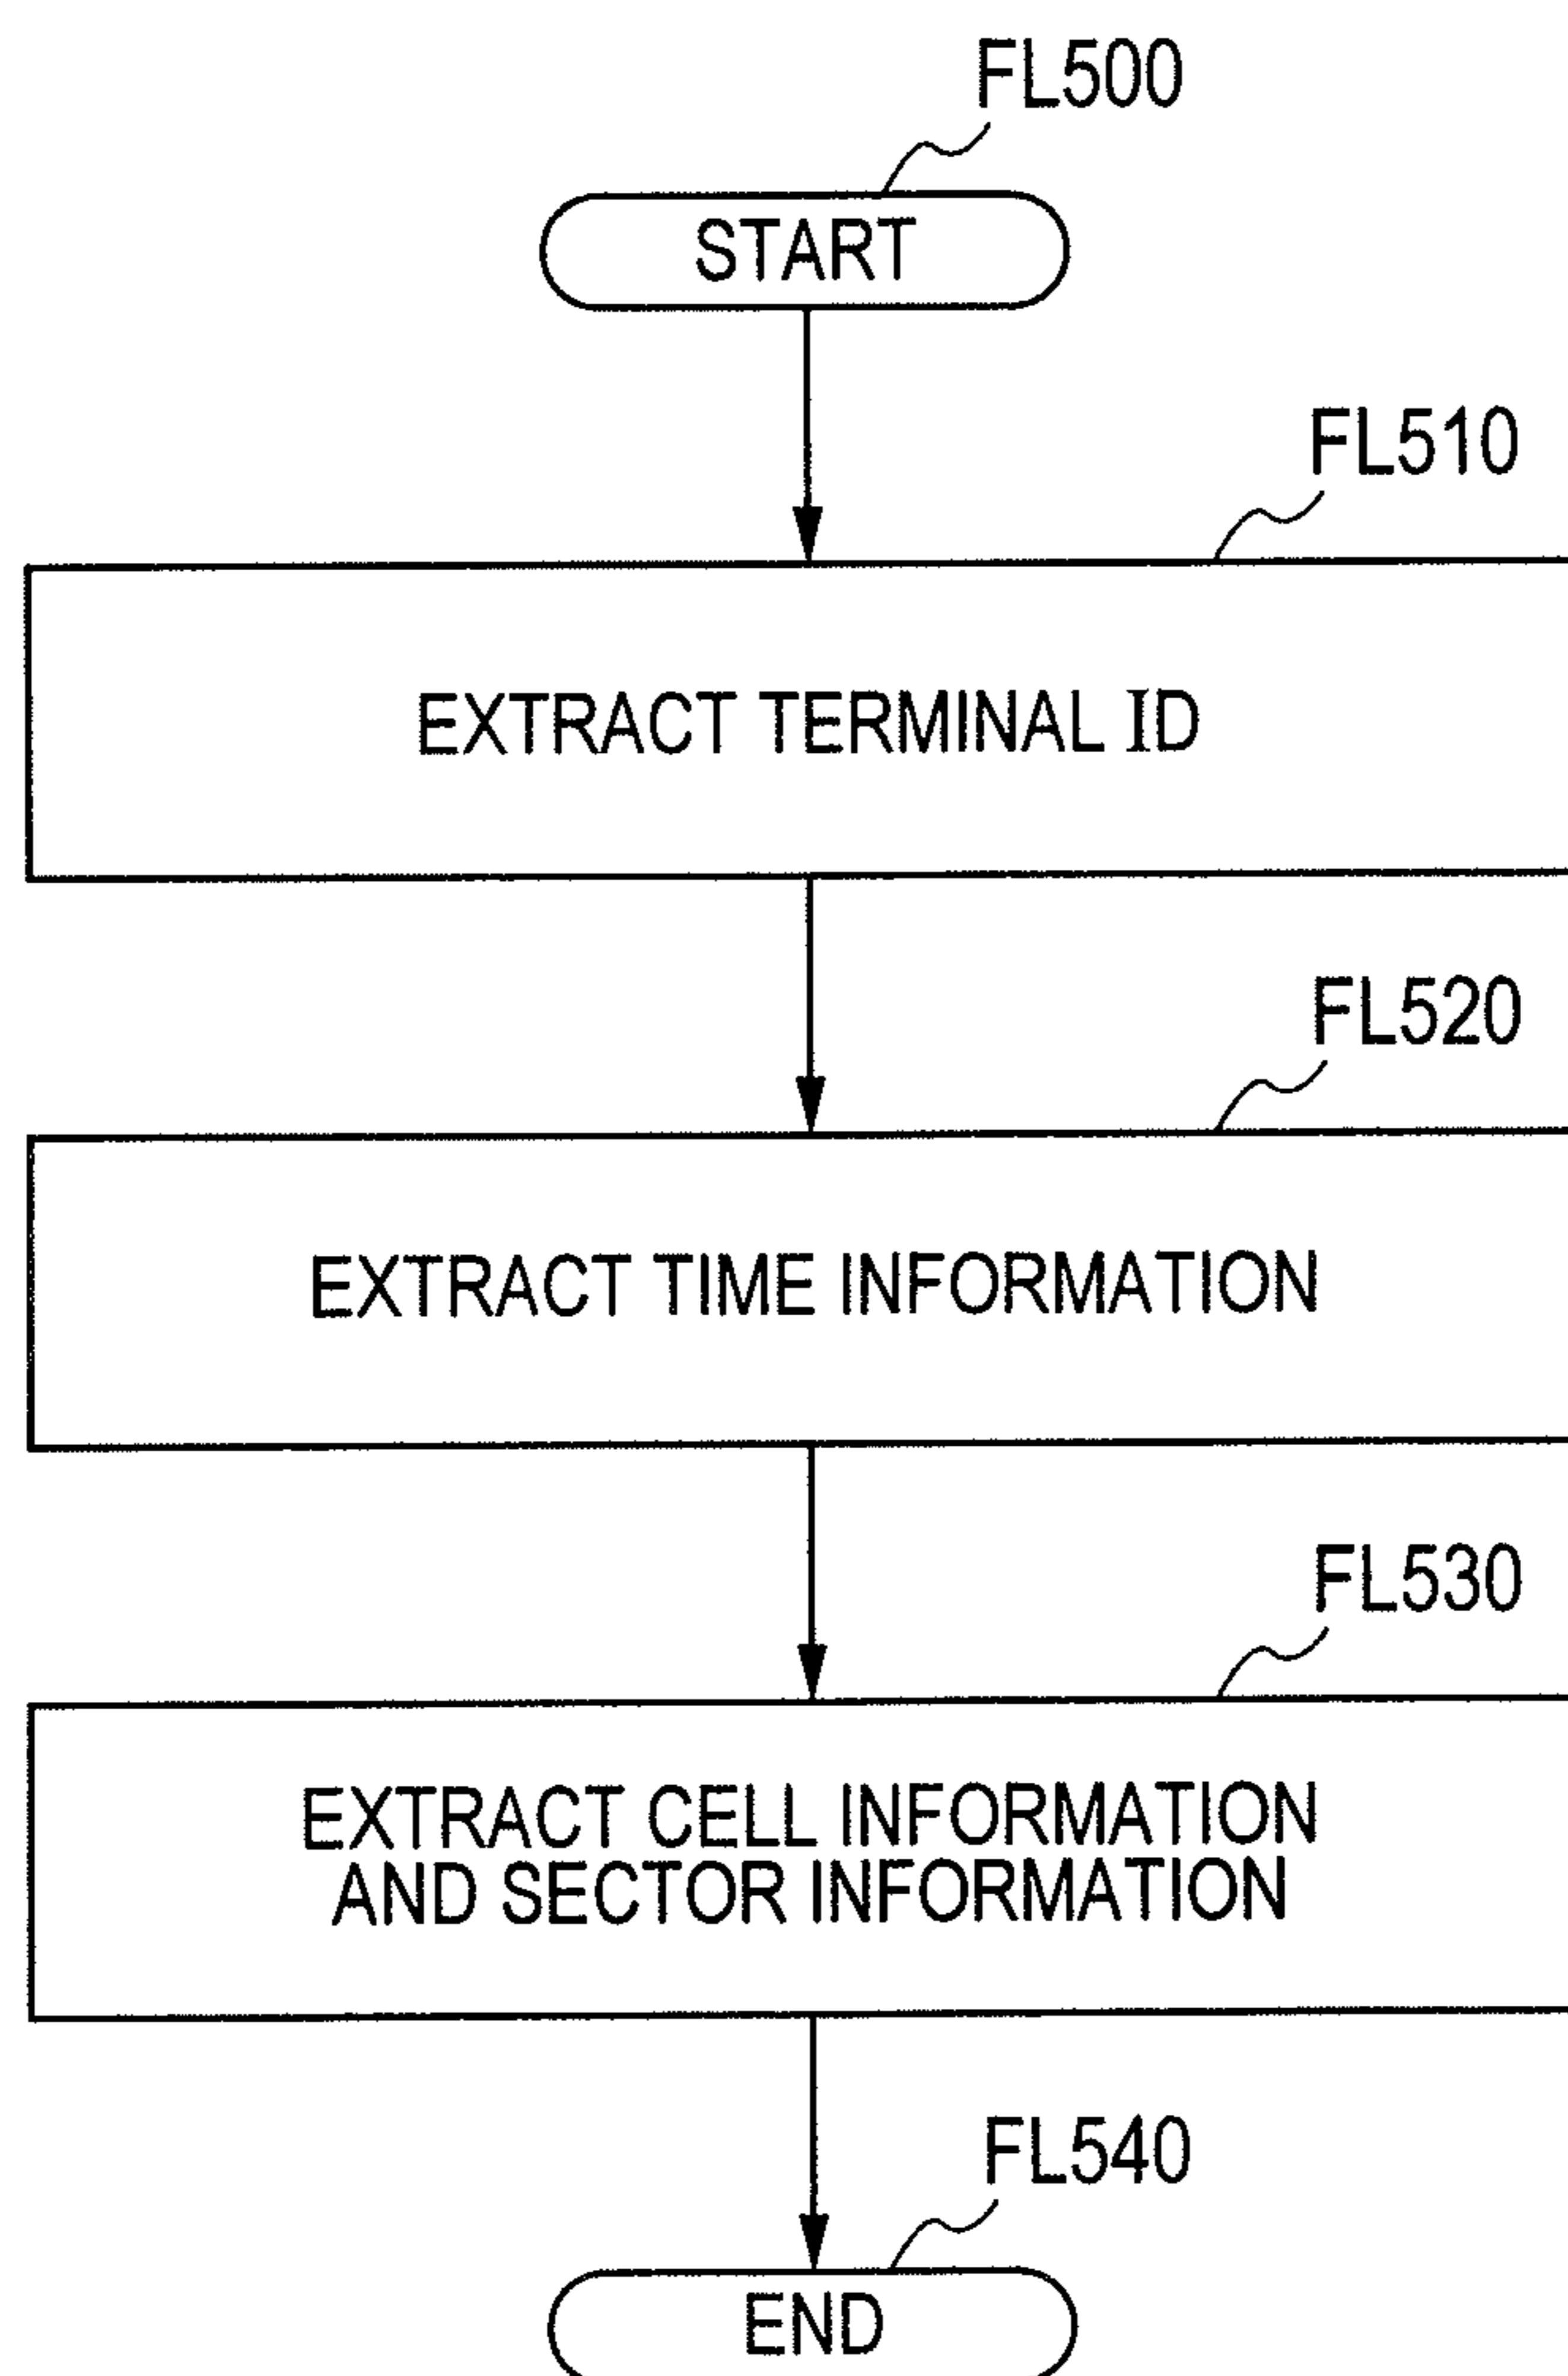 FL500
START
FL510
EXTRACT TERMINAL ID
FL520
EXTRACT TIME INFORMATION
FL530
EXTRACT CELL INFORMATION
AND SECTOR INFORMATION
FL540
END